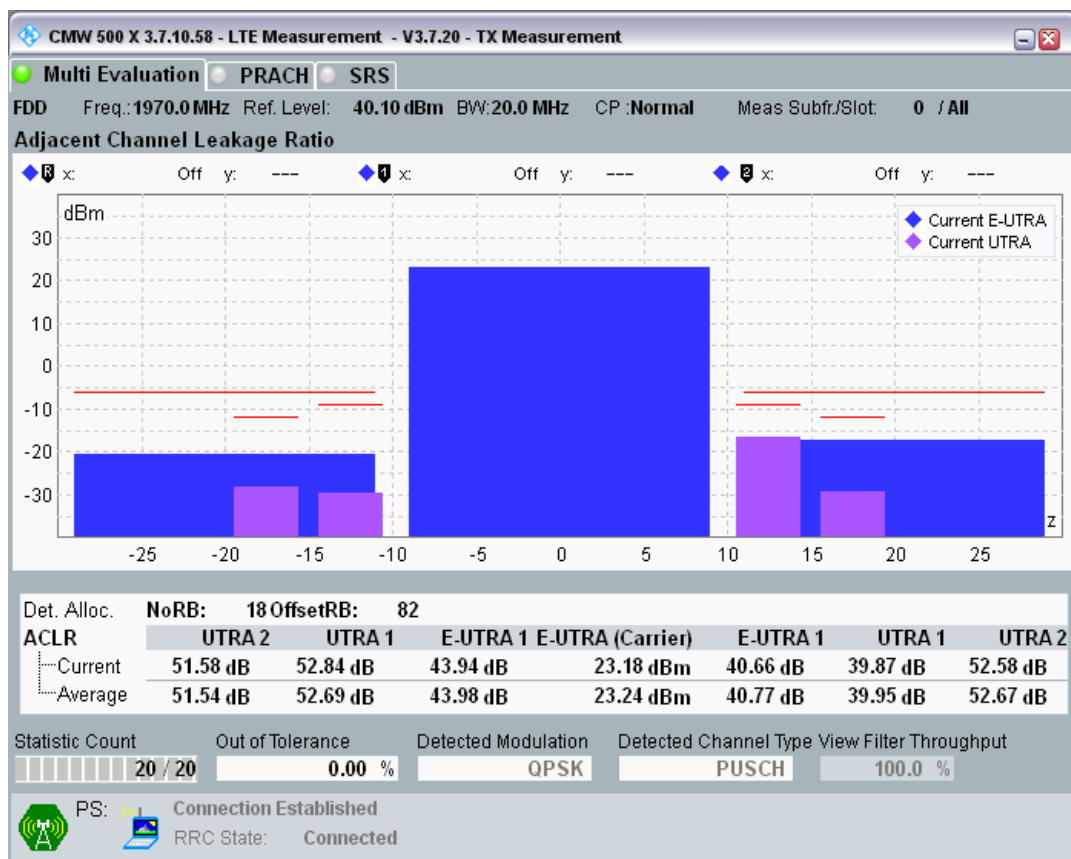 CMW 500 X 3.7.10.58 - LTE Measurement - V3.7.20 - TX Measurement
Multi Evaluation PRACH SRS
FDD Freq.:1970.0 MHz Ref. Level: 40.10 dBm BW:20.0 MHz CP :Normal Meas Subfr./Slot: 0 / All
Adjacent Channel Leakage Ratio
R x: Off y: --- 1 x: Off y: --- 2 x: Off y: ---
dBm
Current E-UTRA
Current UTRA
30
20
10
0
-10
-20
-30
z
-25 -20 -15 -10 -5 0 5 10 15 20 25
Det. Alloc. NoRB: 18 OffsetRB: 82
ACLR UTRA 2 UTRA 1 E-UTRA 1 E-UTRA (Carrier) E-UTRA 1 UTRA 1 UTRA 2
Current 51.58 dB 52.84 dB 43.94 dB 23.18 dBm 40.66 dB 39.87 dB 52.58 dB
Average 51.54 dB 52.69 dB 43.98 dB 23.24 dBm 40.77 dB 39.95 dB 52.67 dB
Statistic Count Out of Tolerance Detected Modulation Detected Channel Type View Filter Throughput
20 / 20 0.00 % QPSK PUSCH 100.0 %
PS: Connection Established
RRC State: Connected